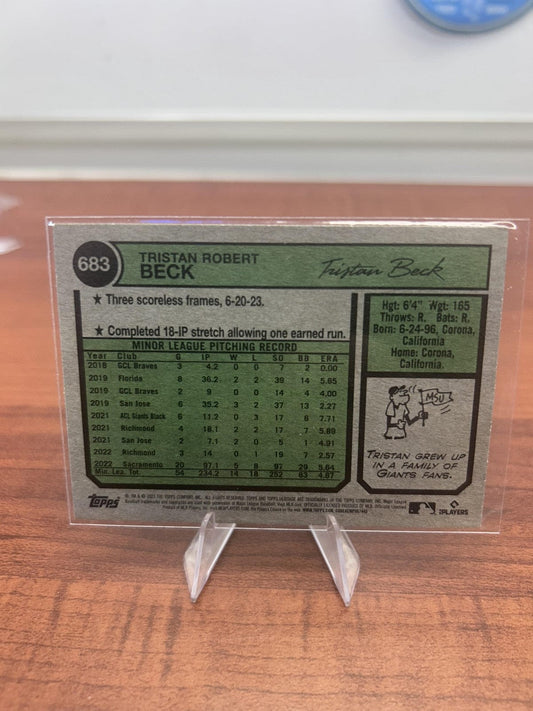 683
TRISTAN ROBERT
BECK
Tristan Beck
★ Three scoreless frames, 6-20-23.
★ Completed 18-IP stretch allowing one earned run.
MINOR LEAGUE PITCHING RECORD
Year Club G IP W L SO BB ERA
2018 GCL Braves 3 4.2 0 0 7 2 0.00
2019 Florida 8 36.2 2 2 39 14 5.65
2019 GCL Braves 2 9 0 0 14 4 4.00
2019 San Jose 6 35.2 3 2 37 13 2.27
2021 ACL Giants Black 6 11.2 0 3 17 6 7.71
2021 Richmond 4 18.1 2 2 17 7 5.89
2021 San Jose 2 7.1 0 2 5 1 4.91
2022 Richmond 3 14 0 1 19 7 2.57
2022 Sacramento 20 97.1 5 8 97 29 5.64
Min. Lea. Tot. 54 234.2 14 18 252 83 4.87
Hgt: 6'4" Wgt: 165
Throws: R. Bats: R.
Born: 6-24-96, Corona,
California
Home: Corona,
California.
MSU
TRISTAN GREW UP
IN A FAMILY OF
GIANTS FANS.
Topps
PLAYERS